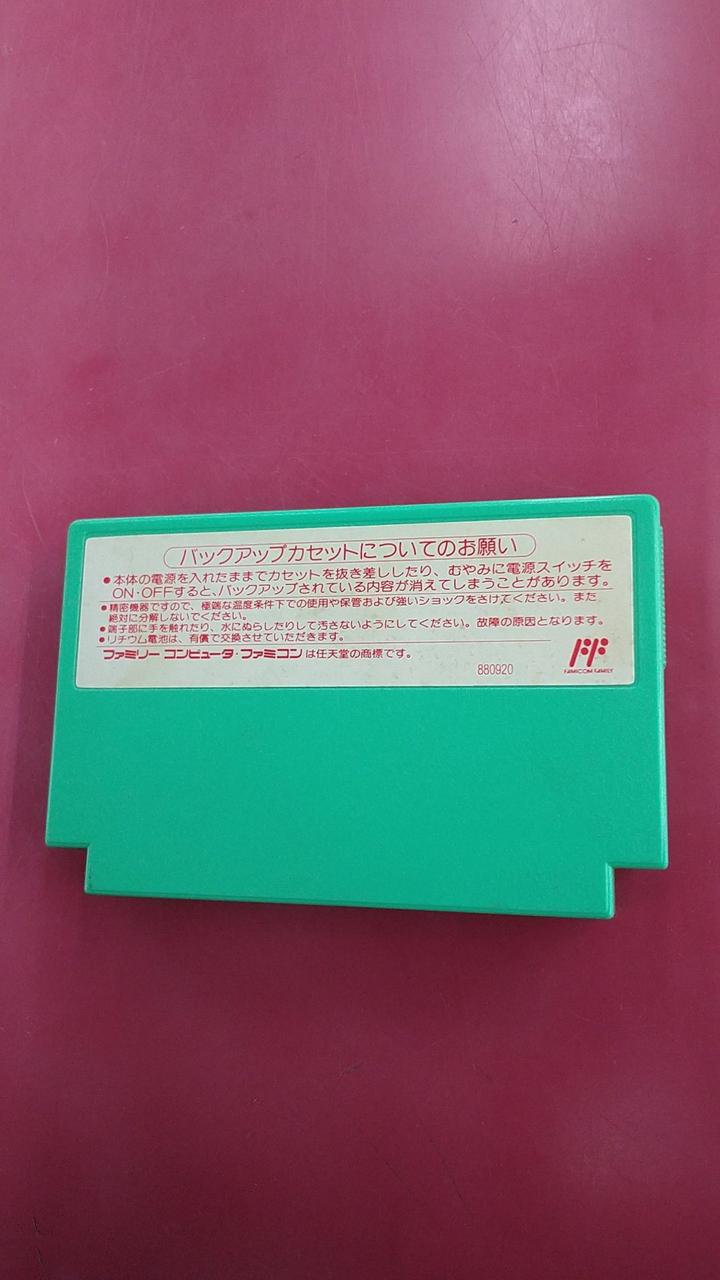 バックアップカセットについてのお願い
●本体の電源を入れたままでカセットを抜き差ししたり、むやみに電源スイッチを
ON・OFFすると、バックアップされている内容が消えてしまうことがあります。
●精密機器ですので、極端な温度条件下での使用や保管および強いショックをさけてください。また
絶対に分解しないでください。
●端子部に手を触れたり、水にぬらしたりして汚さないようにしてください。故障の原因となります。
●リチウム電池は、有償で交換させていただきます。
ファミリー コンピュータ・ファミコン は任天堂の商標です。
880920
FAMICOM FAMILY